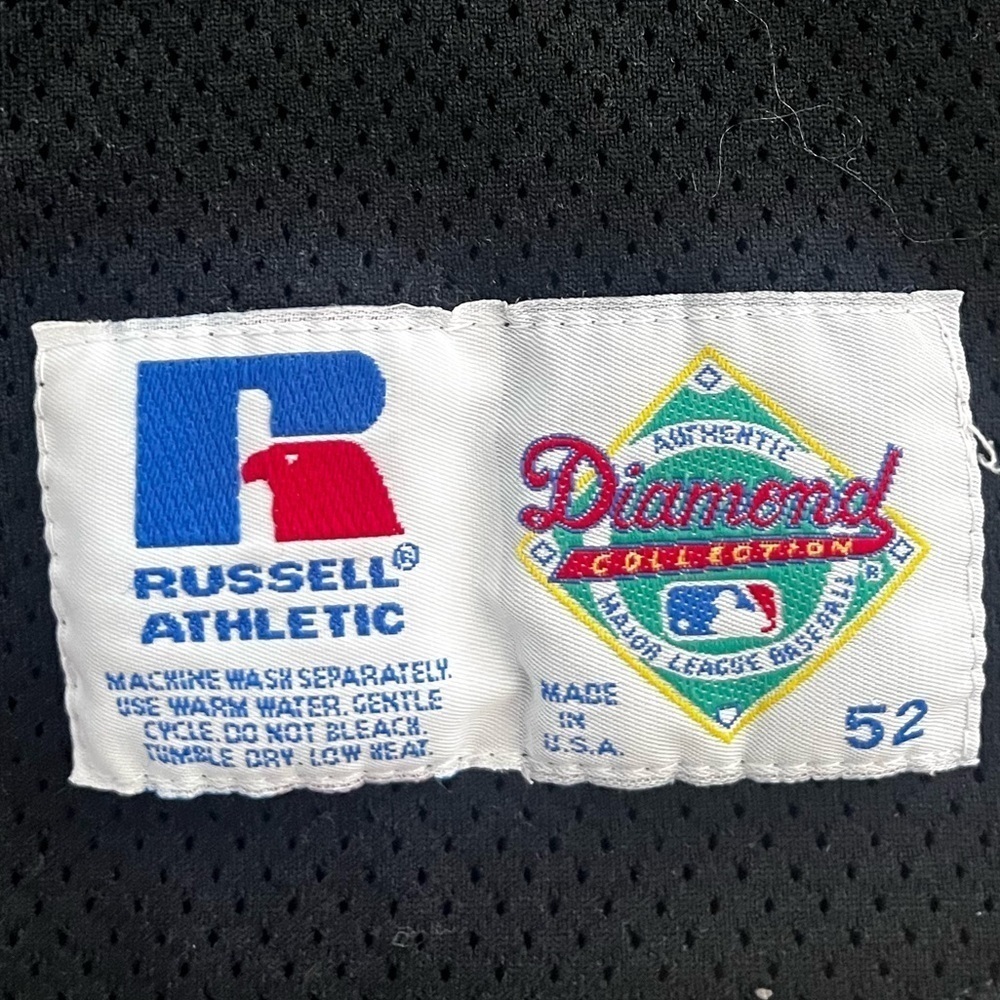 RUSSELL®
ATHLETIC
MACHINE WASH SEPARATELY.
USE WARM WATER. GENTLE
CYCLE. DO NOT BLEACH.
TUMBLE DRY. LOW HEAT.
AUTHENTIC
Diamond
COLLECTION
MAJOR LEAGUE BASEBALL®
MADE
IN
U.S.A.
52